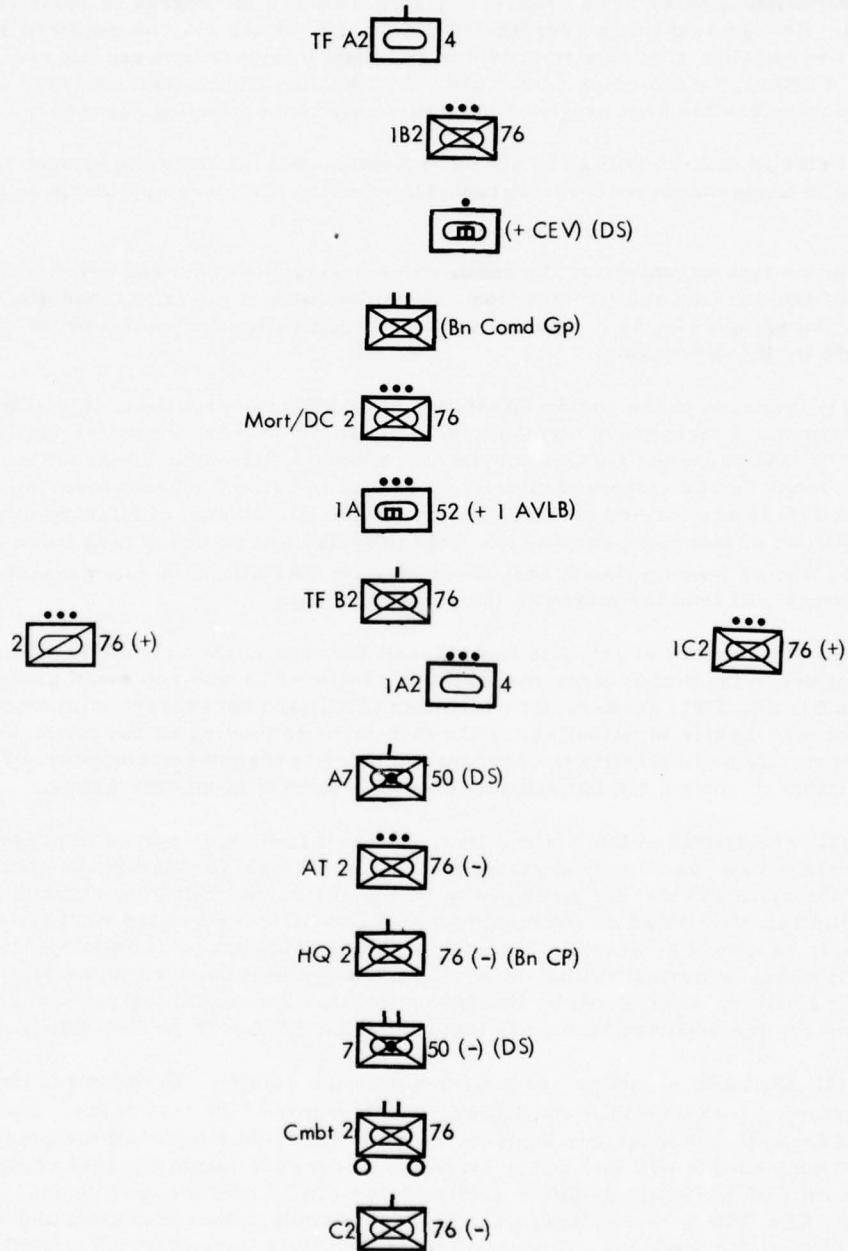 TF A2 4
1B2 76
m (+ CEV) (DS)
(Bn Comd Gp)
Mort/DC 2 76
1A m 52 (+ 1 AVLB)
TF B2 76
2 76 (+)
1C2 76 (+)
1A2 4
A7 50 (DS)
AT 2 76 (-)
HQ 2 76 (-) (Bn CP)
7 50 (-) (DS)
Cmbt 2 76
C2 76 (-)